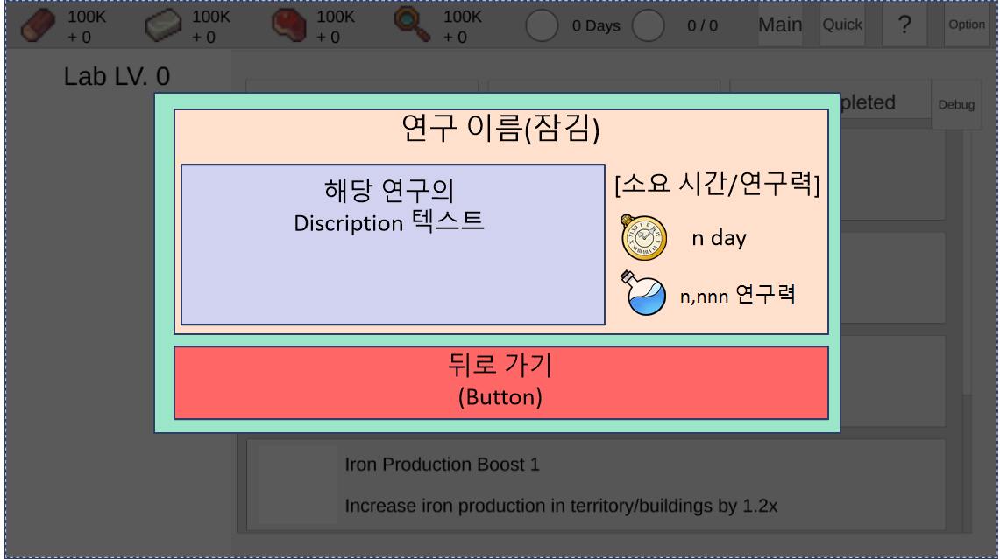 100K
+ 0
100K
+ 0
100K
+ 0
100K
+ 0
0 Days
0 / 0
Main
Quick
?
Option
Lab LV. 0
pleted
Debug
연구 이름(잠김)
해당 연구의
Discription 텍스트
[소요 시간/연구력]
n day
n,nnn 연구력
뒤로 가기
(Button)
Iron Production Boost 1
Increase iron production in territory/buildings by 1.2x